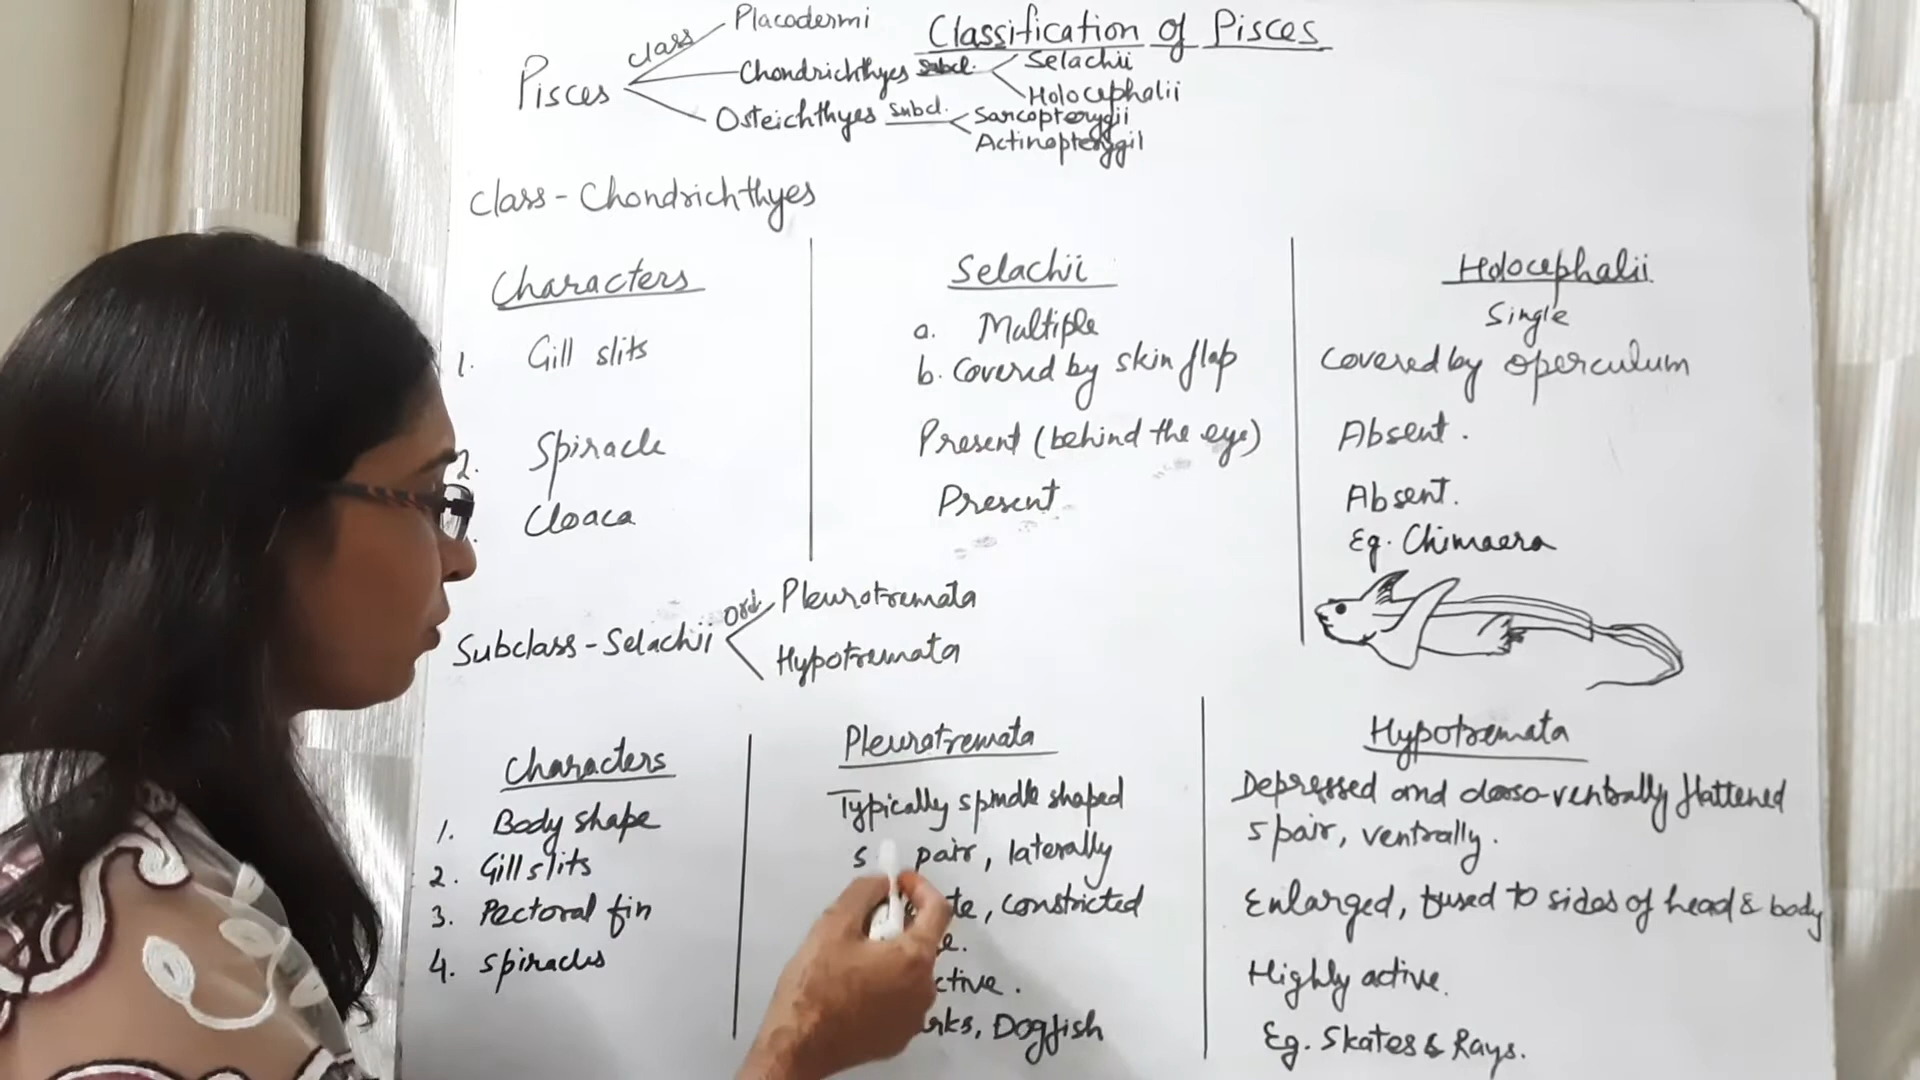 Classification of Pisces
Pisces class Placodermi
Chondrichthyes Subcl. Selachii
Holocephalii
Osteichthyes Subcl. Sarcopterygii
Actinopterygii
Class - Chondrichthyes
Characters Selachii Holocephalii
1. Gill slits a. Multiple Single
b. Covered by skin flap Covered by operculum
2. Spiracle Present (behind the eye) Absent.
Cloaca Present Absent.
Eg. Chimaera
Subclass - Selachii Ord. Pleurotremata
Hypotremata
Characters Pleurotremata Hypotremata
1. Body shape Typically spindle shaped Depressed and dorso-ventrally flattened
2. Gill slits 5 pair, laterally 5 pair, ventrally.
3. Pectoral fin constricted Enlarged, fused to sides of head & body
4. Spiracles Highly active.
Dogfish Eg. Skates & Rays.